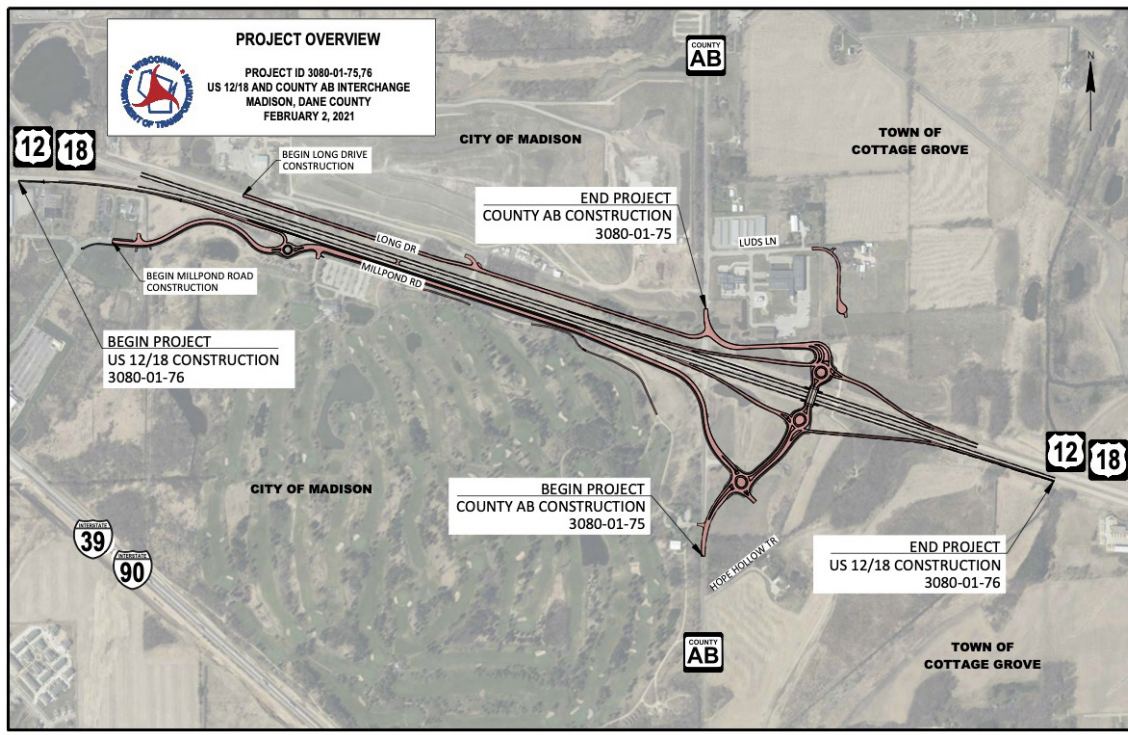 PROJECT OVERVIEW
PROJECT ID 3080-01-75,76
US 12/18 AND COUNTY AB INTERCHANGE
MADISON, DANE COUNTY
FEBRUARY 2, 2021
WISCONSIN
DEPARTMENT OF TRANSPORTATION
COUNTY
AB
N
CITY OF MADISON
TOWN OF
COTTAGE GROVE
12 18
BEGIN LONG DRIVE
CONSTRUCTION
END PROJECT
COUNTY AB CONSTRUCTION
3080-01-75
LONG DR
LUDS LN
MILLPOND RD
BEGIN MILLPOND ROAD
CONSTRUCTION
BEGIN PROJECT
US 12/18 CONSTRUCTION
3080-01-76
12 18
CITY OF MADISON
BEGIN PROJECT
COUNTY AB CONSTRUCTION
3080-01-75
INTERSTATE
39
INTERSTATE
90
HOPE HOLLOW TR
END PROJECT
US 12/18 CONSTRUCTION
3080-01-76
COUNTY
AB
TOWN OF
COTTAGE GROVE